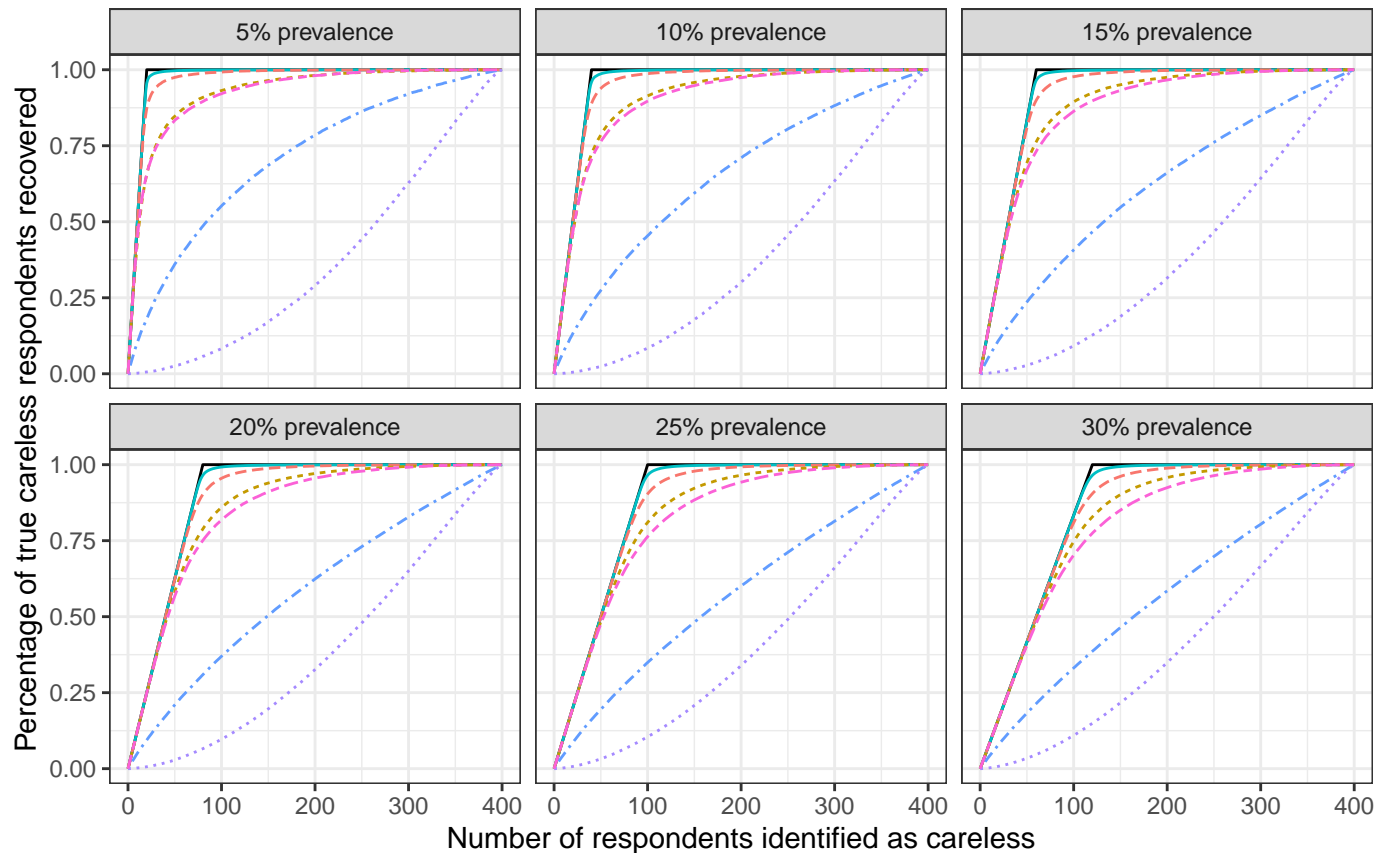 5% prevalence
10% prevalence
15% prevalence
Percentage of true careless respondents recovered
1.00
0.75
0.50
0.25
0.00
20% prevalence
25% prevalence
30% prevalence
1.00
0.75
0.50
0.25
0.00
0 100 200 300 400
0 100 200 300 400
0 100 200 300 400
Number of respondents identified as careless